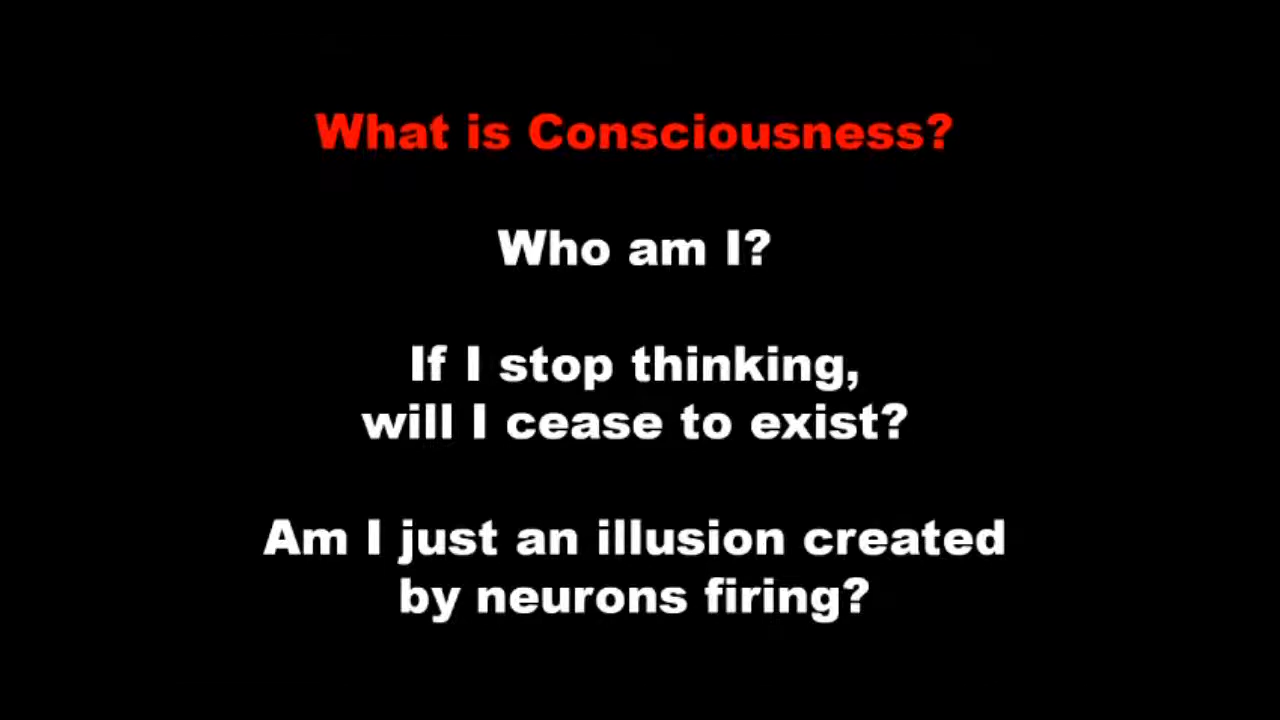 What is Consciousness?
Who am I?
If I stop thinking,
will I cease to exist?
Am I just an illusion created
by neurons firing?